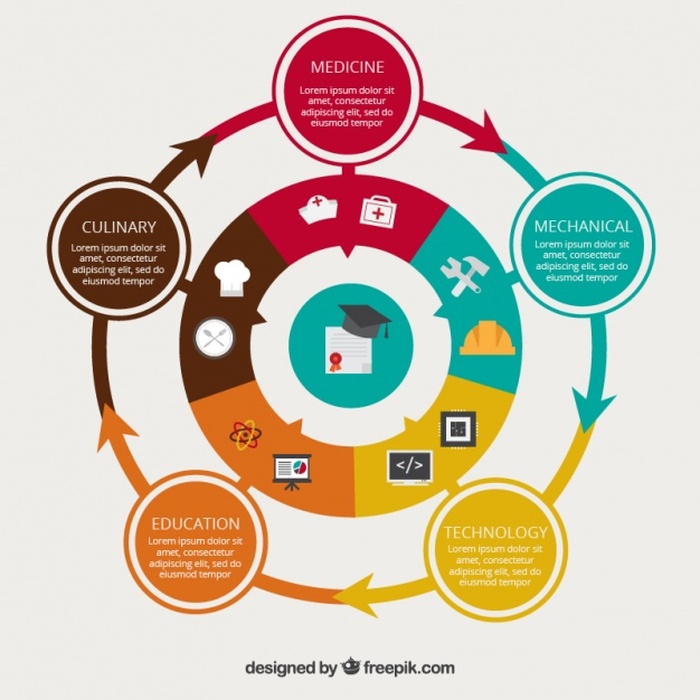 MEDICINE
Lorem ipsum dolor sit
amet, consectetur
adipiscing elit, sed do
eiusmod tempor
CULINARY
Lorem ipsum dolor sit
amet, consectetur
adipiscing elit, sed do
eiusmod tempor
MECHANICAL
Lorem ipsum dolor sit
amet, consectetur
adipiscing elit, sed do
eiusmod tempor
</>
EDUCATION
Lorem ipsum dolor sit
amet, consectetur
adipiscing elit, sed do
eiusmod tempor
TECHNOLOGY
Lorem ipsum dolor sit
amet, consectetur
adipiscing elit, sed do
eiusmod tempor
designed by freepik.com